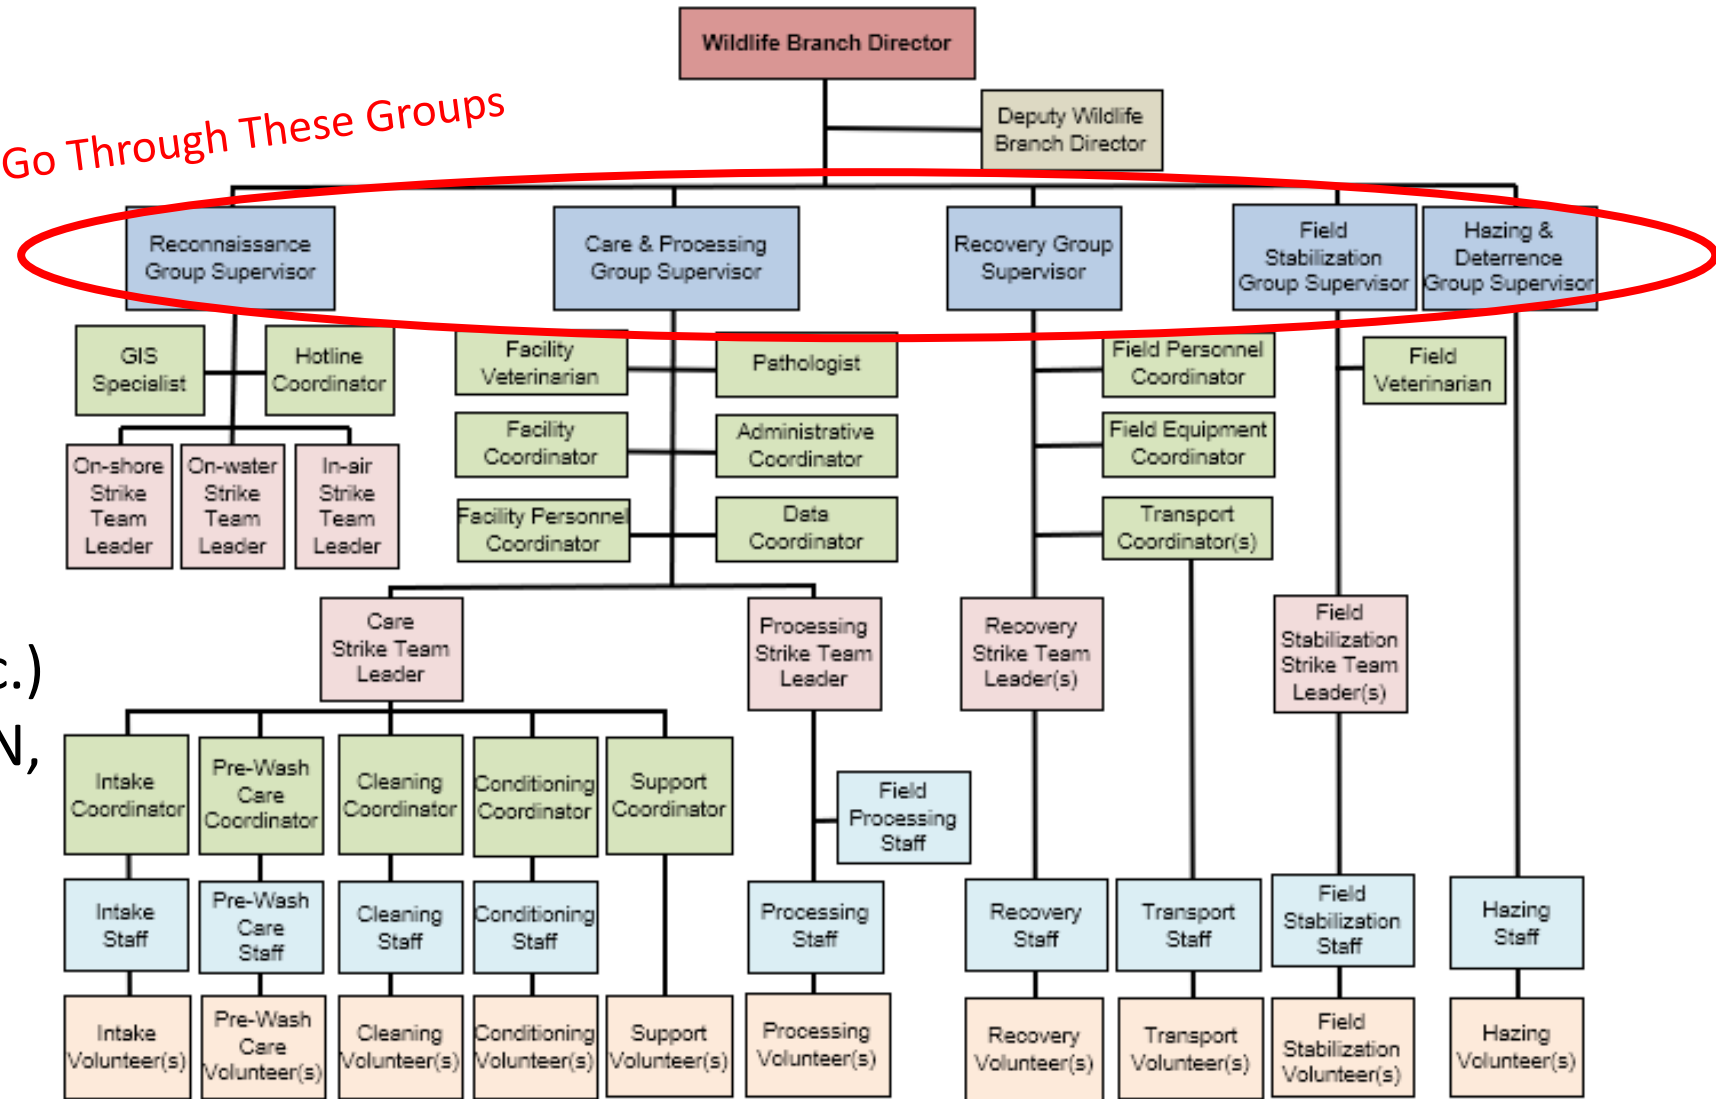 Wildlife Branch Director
Deputy Wildlife
Branch Director
Go Through These Groups
Reconnaissance
Group Supervisor
Care & Processing
Group Supervisor
Recovery Group
Supervisor
Field
Stabilization
Group Supervisor
Hazing &
Deterrence
Group Supervisor
GIS
Specialist
Hotline
Coordinator
Facility
Veterinarian
Pathologist
Field Personnel
Coordinator
Field
Veterinarian
Facility
Coordinator
Administrative
Coordinator
Field Equipment
Coordinator
On-shore
Strike
Team
Leader
On-water
Strike
Team
Leader
In-air
Strike
Team
Leader
Facility Personnel
Coordinator
Data
Coordinator
Transport
Coordinator(s)
Care
Strike Team
Leader
Processing
Strike Team
Leader
Recovery
Strike Team
Leader(s)
Field
Stabilization
Strike Team
Leader(s)
c.)
N,
Intake
Coordinator
Pre-Wash
Care
Coordinator
Cleaning
Coordinator
Conditioning
Coordinator
Support
Coordinator
Field
Processing
Staff
Intake
Staff
Pre-Wash
Care
Staff
Cleaning
Staff
Conditioning
Staff
Processing
Staff
Recovery
Staff
Transport
Staff
Field
Stabilization
Staff
Hazing
Staff
Intake
Volunteer(s)
Pre-Wash
Care
Volunteer(s)
Cleaning
Volunteer(s)
Conditioning
Volunteer(s)
Support
Volunteer(s)
Processing
Volunteer(s)
Recovery
Volunteer(s)
Transport
Volunteer(s)
Field
Stabilization
Volunteer(s)
Hazing
Volunteer(s)